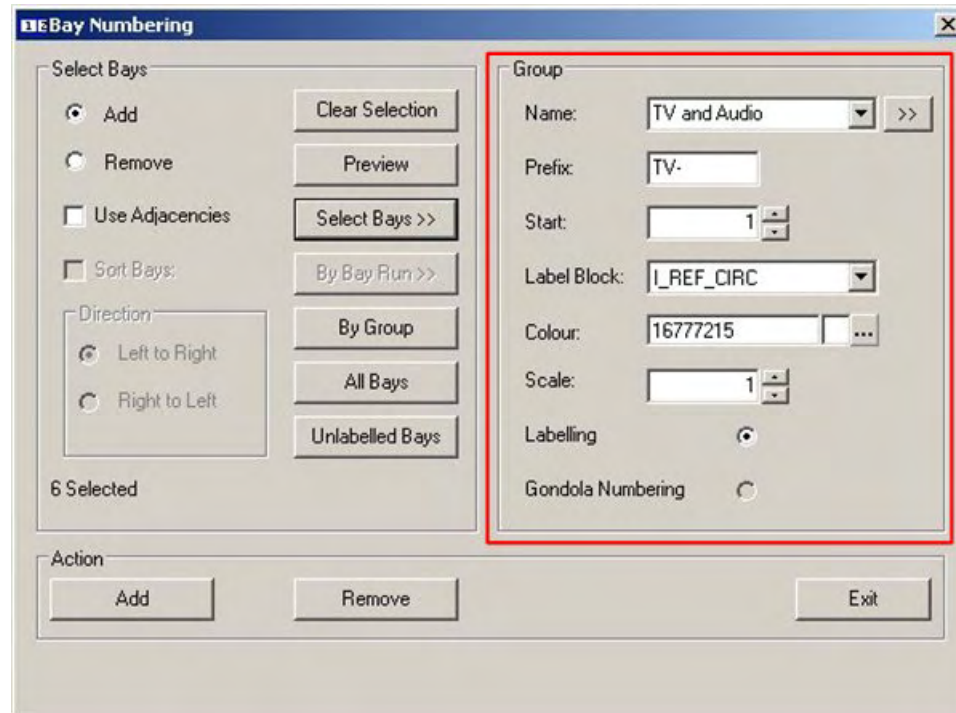 Bay Numbering
Select Bays
Add
Remove
Use Adjacencies
Sort Bays:
Direction
Left to Right
Right to Left
6 Selected
Clear Selection
Preview
Select Bays >>
By Bay Run >>
By Group
All Bays
Unlabelled Bays
Group
Name: TV and Audio >>
Prefix: TV-
Start: 1
Label Block: I_REF_CIRC
Colour: 16777215 ...
Scale: 1
Labelling
Gondola Numbering
Action
Add Remove Exit